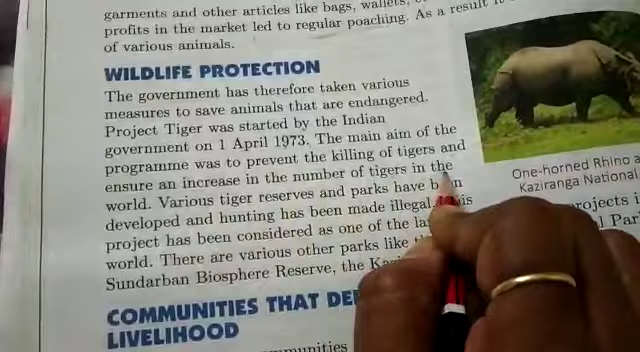 garments and other articles like bags, wallets,
profits in the market led to regular poaching. As a result
of various animals.
WILDLIFE PROTECTION
The government has therefore taken various
measures to save animals that are endangered.
Project Tiger was started by the Indian
government on 1 April 1973. The main aim of the
programme was to prevent the killing of tigers and
ensure an increase in the number of tigers in the
world. Various tiger reserves and parks have
developed and hunting has been made illegal.
project has been considered as one of the
world. There are various other parks like
Sundarban Biosphere Reserve, the
One-horned Rhino
Kaziranga National
COMMUNITIES THAT
LIVELIHOOD